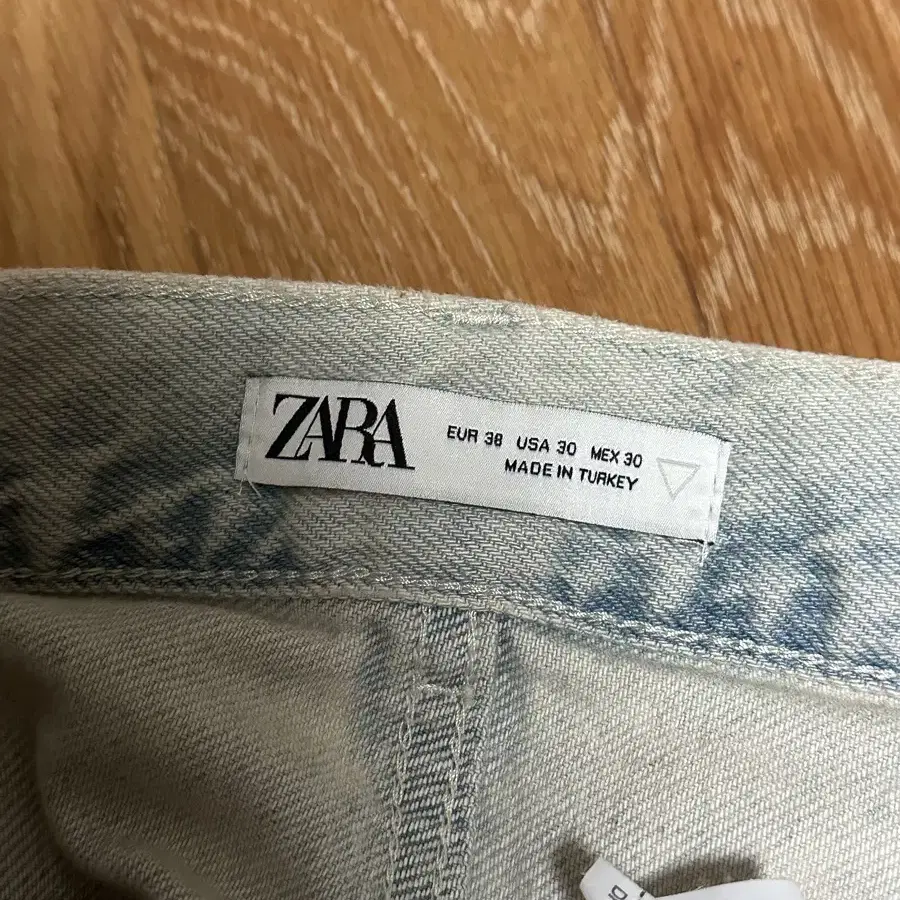 ZARA
EUR 38 USA 30 MEX 30
MADE IN TURKEY